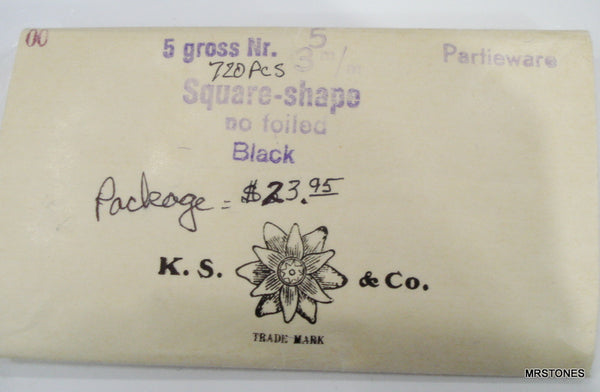 00
5 gross Nr. 5
3 m/m
Partieware
720 Pcs
Square-shape
no foiled
Black
Package = $23.95
K. S. & Co.
TRADE MARK
MRSTONES